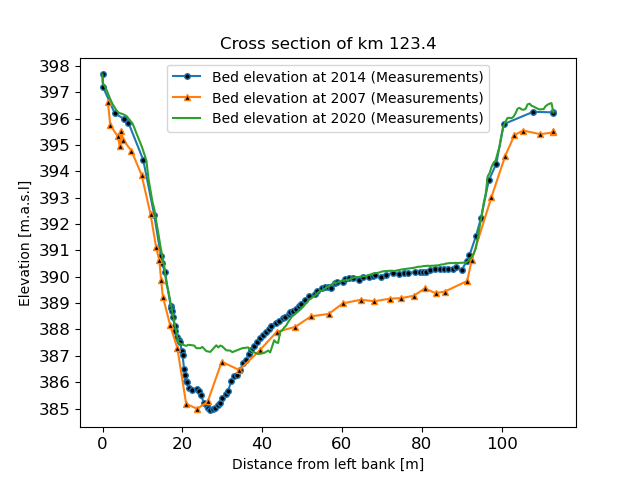 Cross section of km 123.4
Bed elevation at 2014 (Measurements)
Bed elevation at 2007 (Measurements)
Bed elevation at 2020 (Measurements)
Elevation [m.a.s.l]
398
397
396
395
394
393
392
391
390
389
388
387
386
385
0 20 40 60 80 100
Distance from left bank [m]